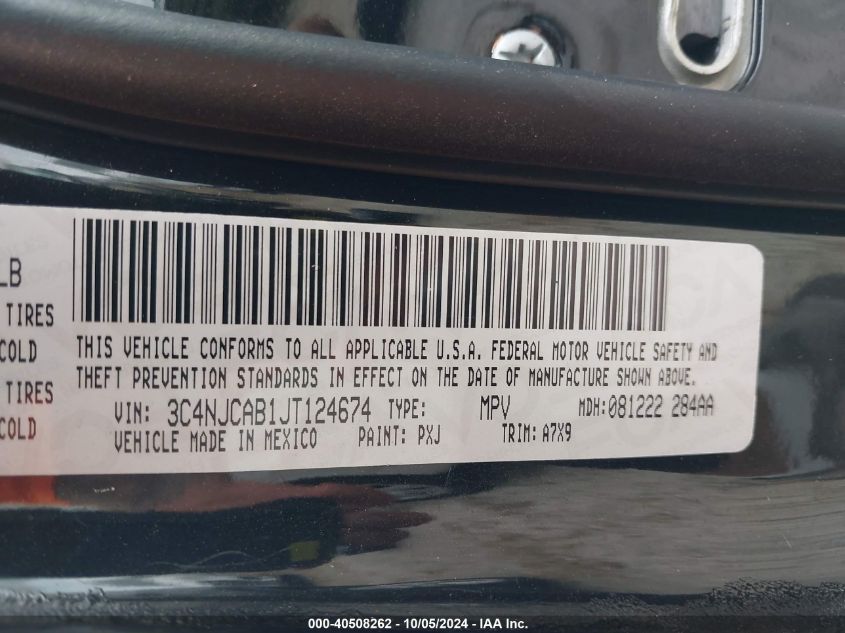 LB
TIRES
COLD
TIRES
COLD
THIS VEHICLE CONFORMS TO ALL APPLICABLE U.S.A. FEDERAL MOTOR VEHICLE SAFETY AND
THEFT PREVENTION STANDARDS IN EFFECT ON THE DATE OF MANUFACTURE SHOWN ABOVE.
VIN: 3C4NJCAB1JT124674 TYPE: MPV MDH:081222 284AA
VEHICLE MADE IN MEXICO PAINT: PXJ TRIM: A7X9
000-40508262 - 10/05/2024 - IAA Inc.